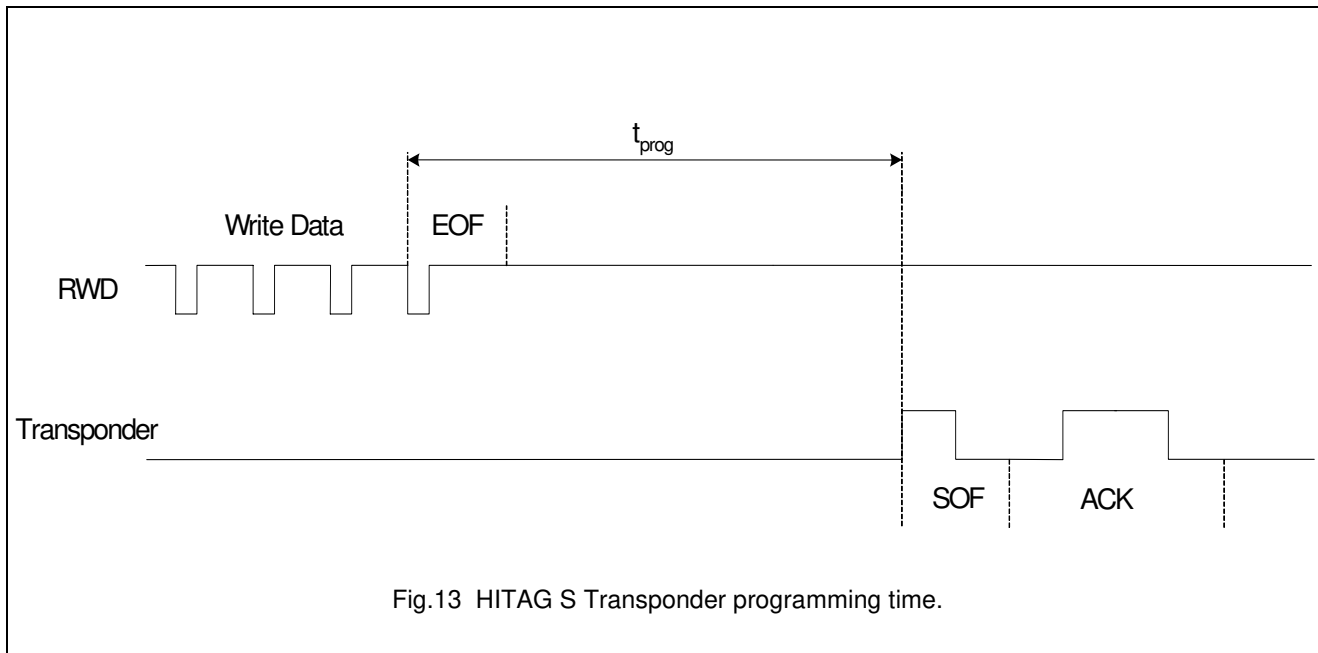 tprog
Write Data EOF
RWD
Transponder
SOF ACK
Fig.13 HITAG S Transponder programming time.